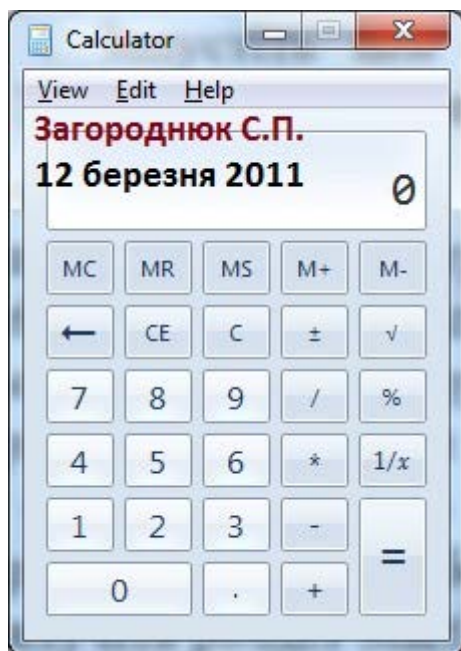 Calculator
View Edit Help
Загороднюк С.П.
12 березня 2011
0
MC MR MS M+ M-
← CE C ± √
7 8 9 / %
4 5 6 * 1/x
1 2 3 - =
0 . +